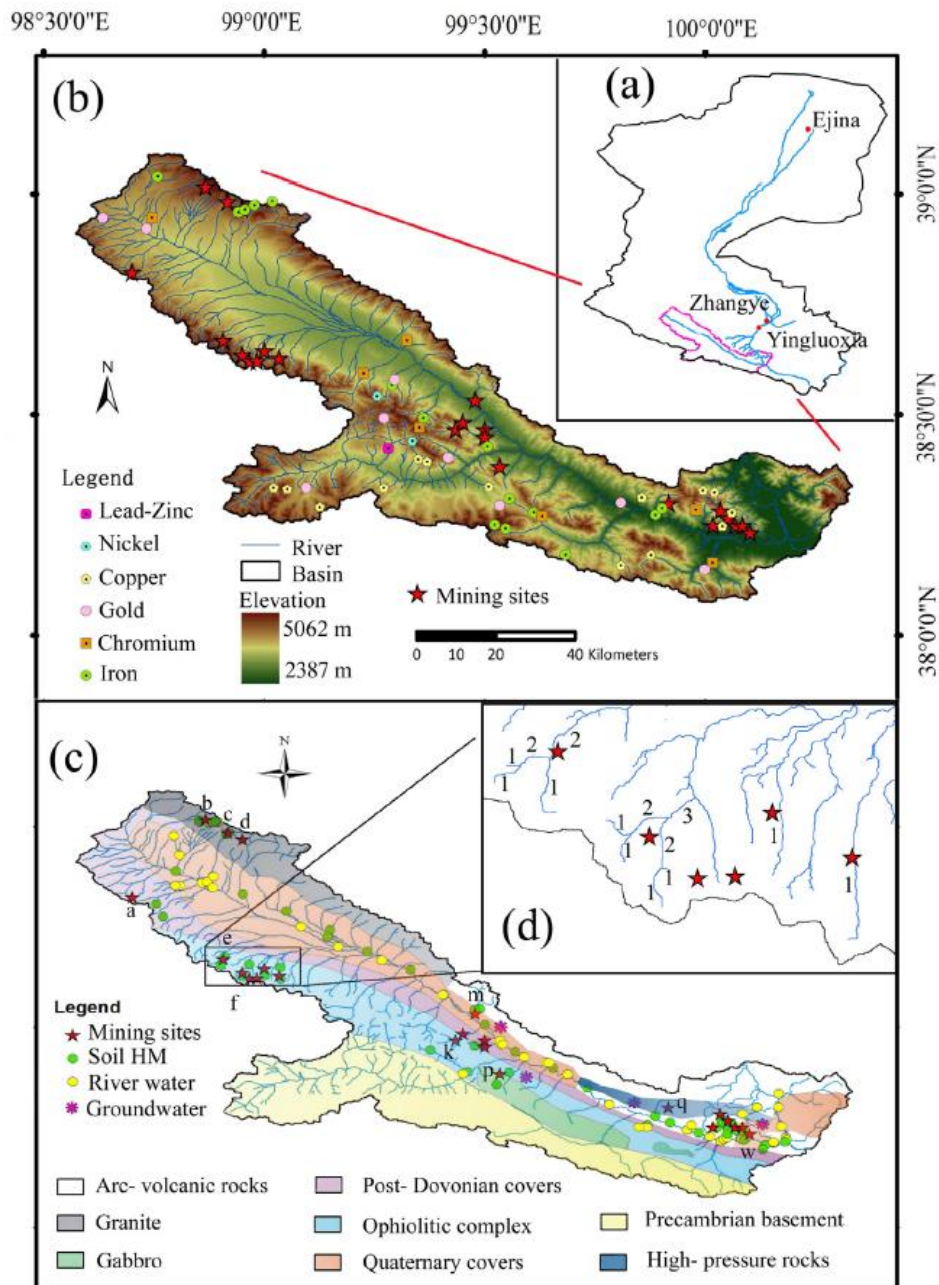 98°30'0"E 99°0'0"E 99°30'0"E 100°0'0"E
(b)
(a)
Ejina
39°0'0"N
Zhangye
Yingluoxia
N
38°30'0"N
Legend
Lead-Zinc
Nickel
Copper
Gold
Chromium
Iron
River
Basin
Elevation
5062 m
2387 m
Mining sites
0 10 20 40 Kilometers
38°0'0"N
(c)
N
b
c
d
a
e
f
m
k
p
q
w
(d)
1 2 2
1 1
2 3
1 2
1 1
1
1
Legend
Mining sites
Soil HM
River water
Groundwater
Arc- volcanic rocks
Granite
Gabbro
Post- Dovonian covers
Ophiolitic complex
Quaternary covers
Precambrian basement
High- pressure rocks